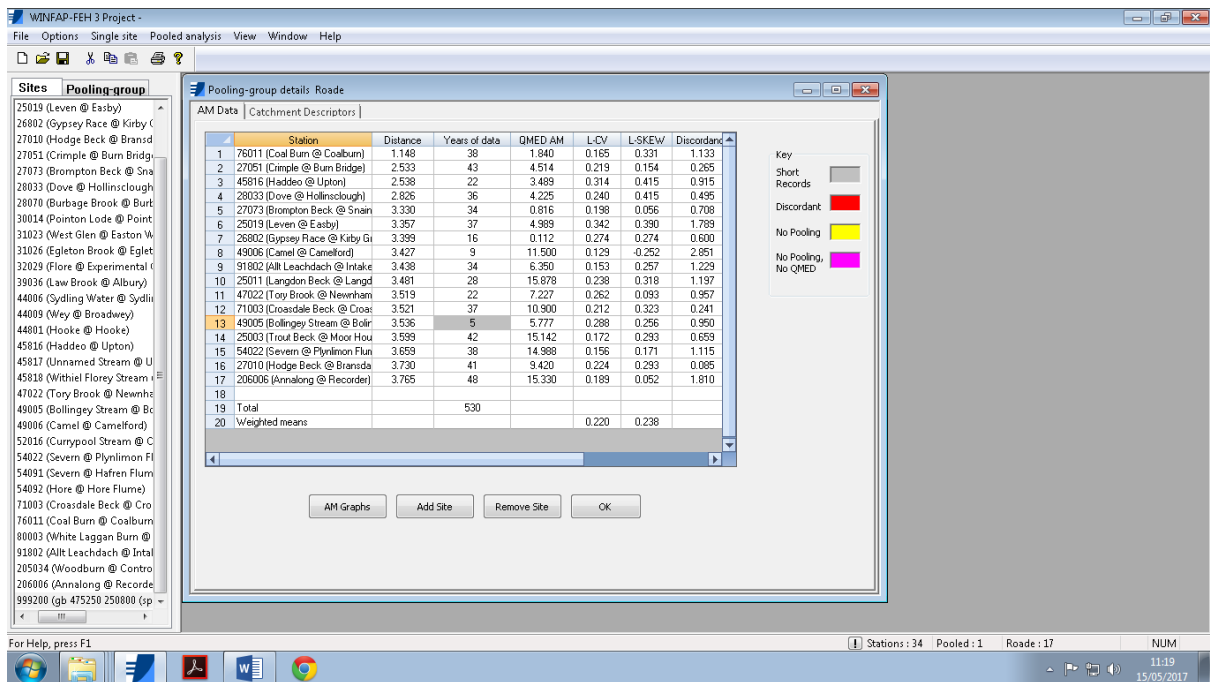 WINFAP-FEH 3 Project -
File Options Single site Pooled analysis View Window Help
Sites Pooling-group
25019 (Leven @ Easby)
26802 (Gypsey Race @ Kirby (
27010 (Hodge Beck @ Bransd
27051 (Crimple @ Burn Bridge
27073 (Brompton Beck @ Sna
28033 (Dove @ Hollinsclough
28070 (Burbage Brook @ Burb
30014 (Pointon Lode @ Point
31023 (West Glen @ Easton W
31026 (Egleton Brook @ Eglet
32029 (Flore @ Experimental (
39036 (Law Brook @ Albury)
44006 (Sydling Water @ Sydli
44009 (Wey @ Broadwey)
44801 (Hooke @ Hooke)
45816 (Haddeo @ Upton)
45817 (Unnamed Stream @ U
45818 (Withiel Florey Stream
47022 (Tory Brook @ Newnha
49005 (Bollingey Stream @ Bo
49006 (Camel @ Camelford)
52016 (Currypool Stream @ C
54022 (Severn @ Plynlimon Fl
54091 (Severn @ Hafren Flum
54092 (Hore @ Hore Flume)
71003 (Croasdale Beck @ Cro
76011 (Coal Burn @ Coalburn
80003 (White Laggan Burn @
91802 (Allt Leachdach @ Intal
205034 (Woodburn @ Contro
206006 (Annalong @ Recorde
999200 (gb 475250 250800 (sp
Pooling-group details Roade
AM Data Catchment Descriptors
Station Distance Years of data QMED AM L-CV L-SKEW Discordanc
1 76011 (Coal Burn @ Coalburn) 1.148 38 1.840 0.165 0.331 1.133
2 27051 (Crimple @ Burn Bridge) 2.533 43 4.514 0.219 0.154 0.265
3 45816 (Haddeo @ Upton) 2.538 22 3.489 0.314 0.415 0.915
4 28033 (Dove @ Hollinsclough) 2.826 36 4.225 0.240 0.415 0.495
5 27073 (Brompton Beck @ Snain 3.330 34 0.816 0.198 0.056 0.708
6 25019 (Leven @ Easby) 3.357 37 4.989 0.342 0.390 1.789
7 26802 (Gypsey Race @ Kirby Gr 3.399 16 0.112 0.274 0.274 0.600
8 49006 (Camel @ Camelford) 3.427 9 11.500 0.129 -0.252 2.851
9 91802 (Allt Leachdach @ Intake 3.438 34 6.350 0.153 0.257 1.229
10 25011 (Langdon Beck @ Langd 3.481 28 15.878 0.238 0.318 1.197
11 47022 (Tory Brook @ Newnham 3.519 22 7.227 0.262 0.093 0.957
12 71003 (Croasdale Beck @ Croas 3.521 37 10.900 0.212 0.323 0.241
13 49005 (Bollingey Stream @ Bolin 3.536 5 5.777 0.288 0.256 0.950
14 25003 (Trout Beck @ Moor Hou 3.599 42 15.142 0.172 0.293 0.659
15 54022 (Severn @ Plynlimon Flun 3.659 38 14.988 0.156 0.171 1.115
16 27010 (Hodge Beck @ Bransda 3.730 41 9.420 0.224 0.293 0.085
17 206006 (Annalong @ Recorder) 3.765 48 15.330 0.189 0.052 1.810
18
19 Total 530
20 Weighted means 0.220 0.238
Key
Short Records
Discordant
No Pooling
No Pooling, No QMED
AM Graphs Add Site Remove Site OK
For Help, press F1
Stations : 34 Pooled : 1 Roade : 17 NUM
11:19
15/05/2017